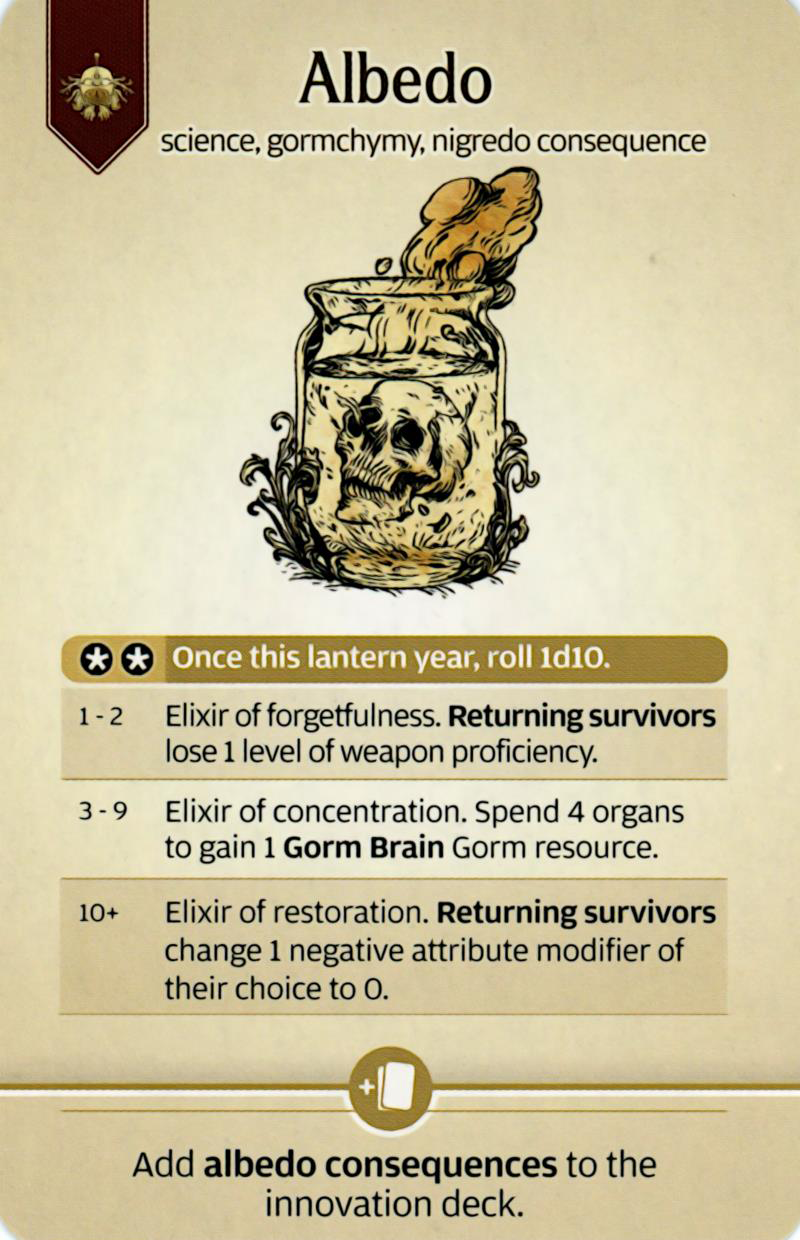 Albedo
science, gormchymy, nigredo consequence
Once this lantern year, roll 1d10.
1 - 2 Elixir of forgetfulness. Returning survivors
lose 1 level of weapon proficiency.
3 - 9 Elixir of concentration. Spend 4 organs
to gain 1 Gorm Brain Gorm resource.
10+ Elixir of restoration. Returning survivors
change 1 negative attribute modifier of
their choice to 0.
+
Add albedo consequences to the
innovation deck.